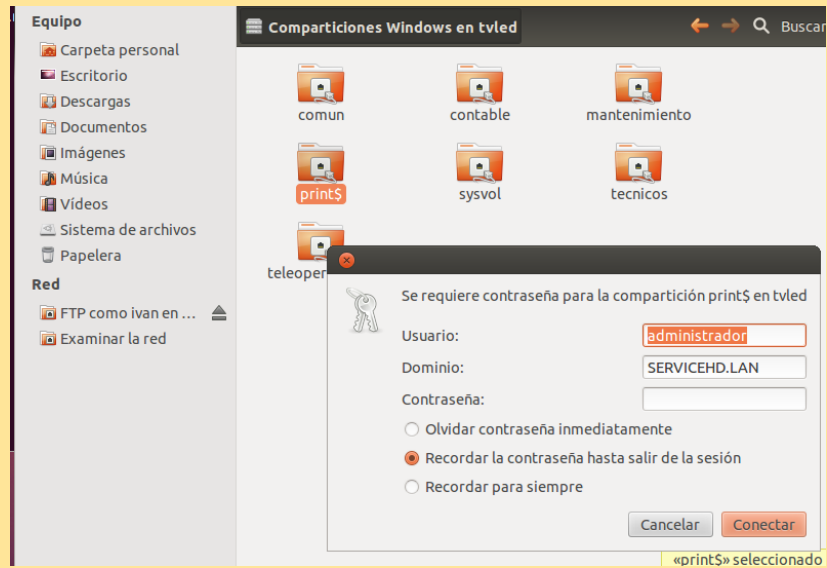 Equipo
Carpeta personal
Escritorio
Descargas
Documentos
Imágenes
Música
Vídeos
Sistema de archivos
Papelera
Red
FTP como ivan en ...
Examinar la red
Comparticiones Windows en tvled
Buscar
comun contable mantenimiento
print$ sysvol tecnicos
teleoper
Se requiere contraseña para la compartición print$ en tvled
Usuario: administrador
Dominio: SERVICEHD.LAN
Contraseña:
Olvidar contraseña inmediatamente
Recordar la contraseña hasta salir de la sesión
Recordar para siempre
Cancelar Conectar
«print$» seleccionado